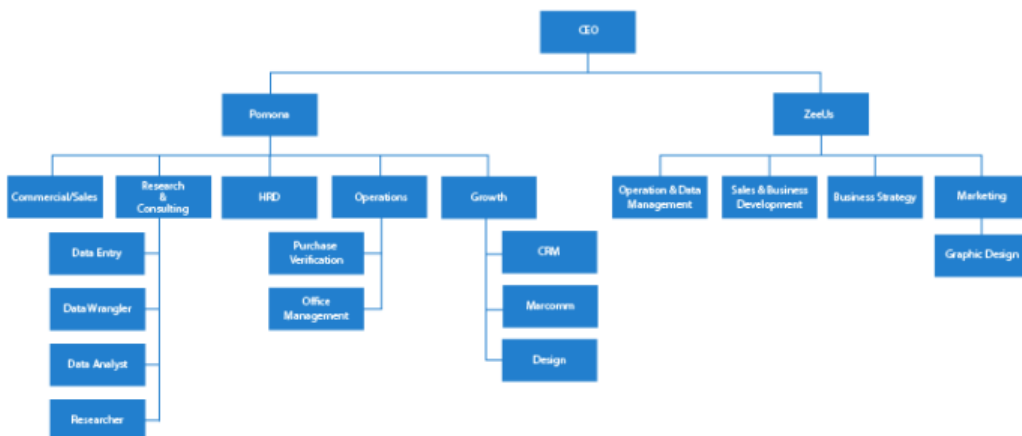 CEO
Pomona
ZeeUs
Commercial/Sales
Research
&
Consulting
HRD
Operations
Growth
Operation & Data
Management
Sales & Business
Development
Business Strategy
Marketing
Data Entry
Purchase
Verification
CRM
Graphic Design
Data Wrangler
Office
Management
Marcomm
Data Analyst
Design
Researcher